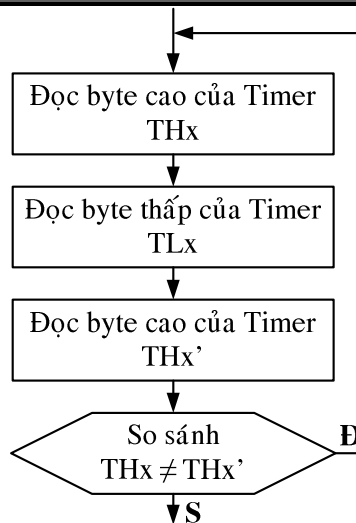 Đọc byte cao của Timer
THx
Đọc byte thấp của Timer
TLx
Đọc byte cao của Timer
THx’
So sánh
THx ≠ THx’
Đ
S